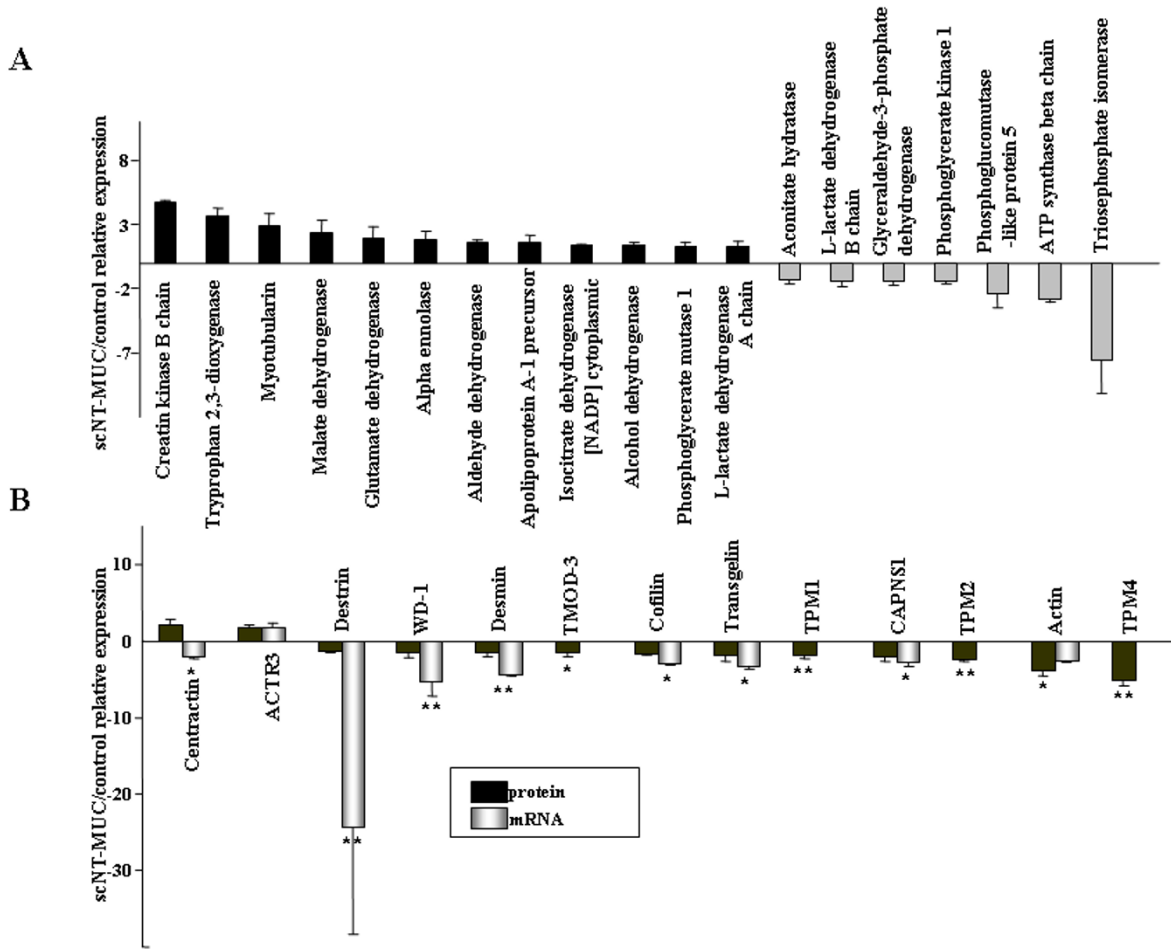 A
scNT-MUC/control relative expression
8
3
-2
-7
Creatin kinase B chain
Tryprophan 2,3-dioxygenase
Myotubularin
Malate dehydrogenase
Glutamate dehydrogenase
Alpha ennolase
Aldehyde dehydrogenase
Apolipoprotein A-1 precursor
Isocitrate dehydrogenase
[NADP] cytoplasmic
Alcohol dehydrogenase
Phosphoglycerate mutase 1
L-lactate dehydrogenase
A chain
Aconitate hydratase
L-lactate dehydrogenase
B chain
Glyceraldehyde-3-phosphate
dehydrogenase
Phosphoglycerate kinase 1
Phosphoglucomutase
-like protein 5
ATP synthase beta chain
Triosephosphate isomerase
B
scNT-MUC/control relative expression
10
0
-10
-20
-30
Centractin
*
ACTR3
Destrin
**
WD-1
**
Desmin
**
TMOD-3
*
Cofilin
*
Transgelin
*
TPM1
**
CAPNS1
*
TPM2
**
Actin
*
TPM4
**
protein
mRNA